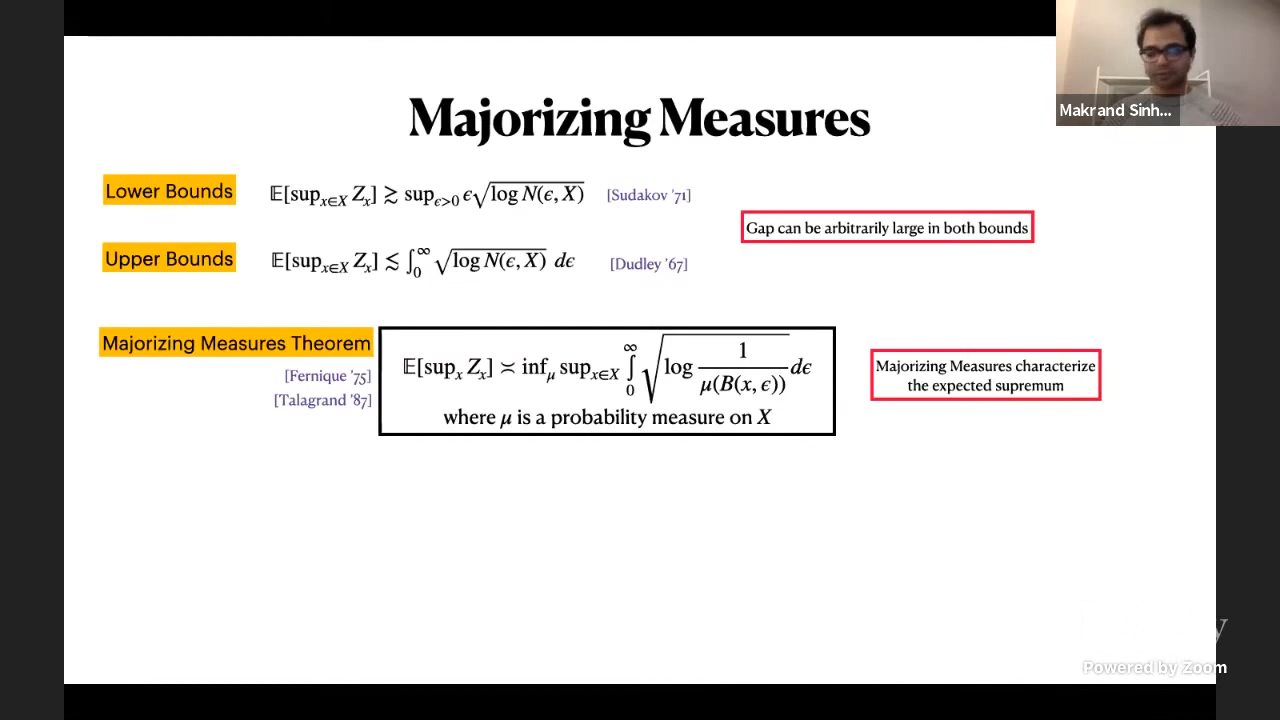 Makrand Sinh...
Majorizing Measures
Lower Bounds
𝔼[sup_{x∈X} Z_x] ≳ sup_{ϵ>0} ϵ√(log N(ϵ, X))
[Sudakov '71]
Gap can be arbitrarily large in both bounds
Upper Bounds
𝔼[sup_{x∈X} Z_x] ≲ ∫_0^∞ √(log N(ϵ, X)) dϵ
[Dudley '67]
Majorizing Measures Theorem
[Fernique '75]
[Talagrand '87]
𝔼[sup_x Z_x] ≍ inf_μ sup_{x∈X} ∫_0^∞ √(log 1/μ(B(x, ϵ))) dϵ
where μ is a probability measure on X
Majorizing Measures characterize
the expected supremum
y
Powered by Zoom